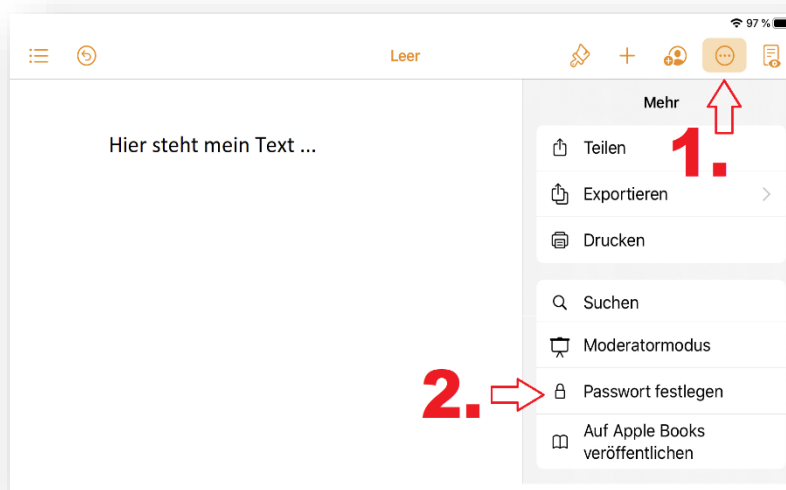 97 %
Leer
Mehr
1.
Hier steht mein Text ...
Teilen
Exportieren
Drucken
Suchen
Moderatormodus
2.
Passwort festlegen
Auf Apple Books
veröffentlichen